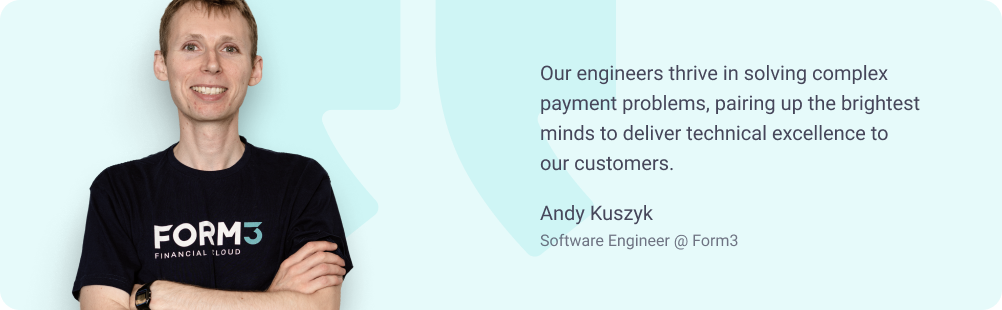 FORM3
FINANCIAL CLOUD
Our engineers thrive in solving complex
payment problems, pairing up the brightest
minds to deliver technical excellence to
our customers.
Andy Kuszyk
Software Engineer @ Form3